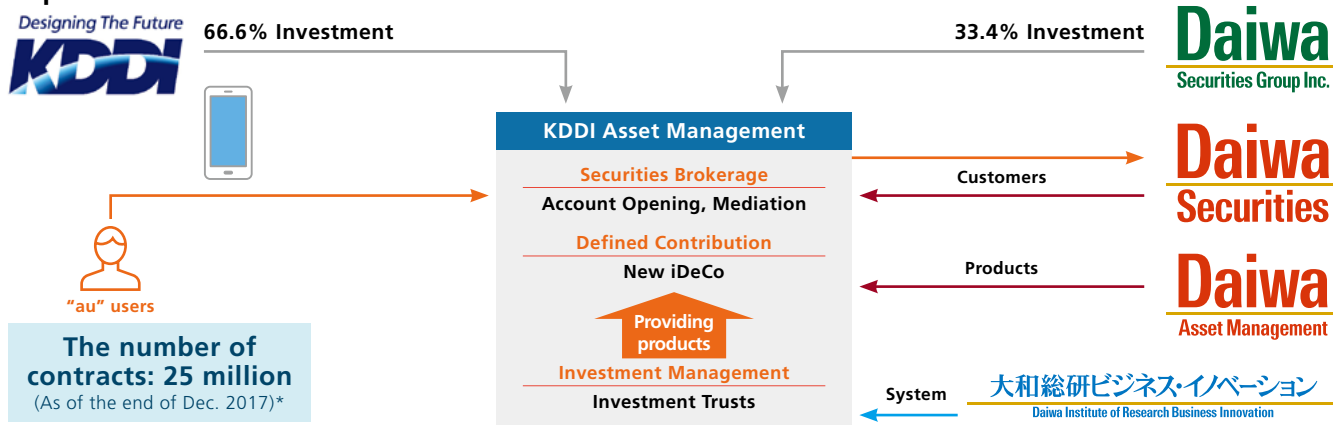 Designing The Future
KDDI
66.6% Investment
33.4% Investment
Daiwa
Securities Group Inc.
KDDI Asset Management
Securities Brokerage
Account Opening, Mediation
Defined Contribution
New iDeCo
Providing
products
Investment Management
Investment Trusts
Customers
Daiwa
Securities
Products
Daiwa
Asset Management
System
大和総研ビジネス・イノベーション
Daiwa Institute of Research Business Innovation
"au" users
The number of
contracts: 25 million
(As of the end of Dec. 2017)*